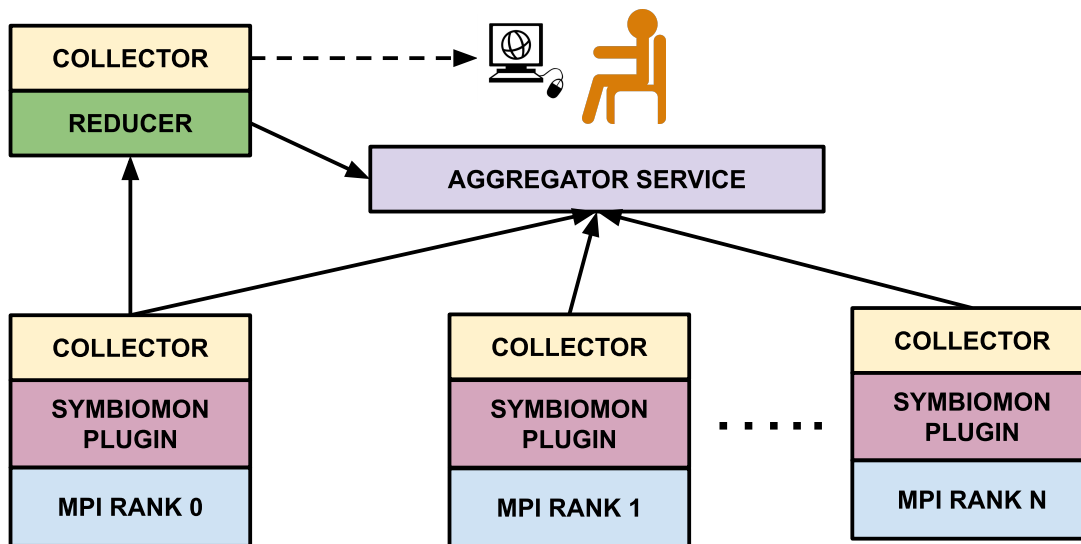 COLLECTOR
REDUCER
AGGREGATOR SERVICE
COLLECTOR
SYMBIOMON
PLUGIN
MPI RANK 0
COLLECTOR
SYMBIOMON
PLUGIN
MPI RANK 1
COLLECTOR
SYMBIOMON
PLUGIN
MPI RANK N